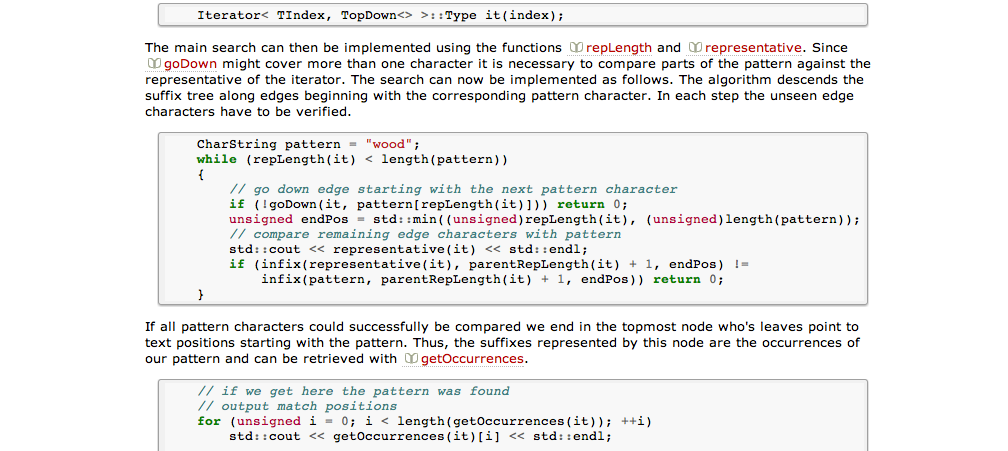 Iterator< TIndex, TopDown<> >::Type it(index);
The main search can then be implemented using the functions repLength and representative. Since
goDown might cover more than one character it is necessary to compare parts of the pattern against the
representative of the iterator. The search can now be implemented as follows. The algorithm descends the
suffix tree along edges beginning with the corresponding pattern character. In each step the unseen edge
characters have to be verified.
CharString pattern = "wood";
while (repLength(it) < length(pattern))
{
// go down edge starting with the next pattern character
if (!goDown(it, pattern[repLength(it)])) return 0;
unsigned endPos = std::min((unsigned)repLength(it), (unsigned)length(pattern));
// compare remaining edge characters with pattern
std::cout << representative(it) << std::endl;
if (infix(representative(it), parentRepLength(it) + 1, endPos) !=
infix(pattern, parentRepLength(it) + 1, endPos)) return 0;
}
If all pattern characters could successfully be compared we end in the topmost node who's leaves point to
text positions starting with the pattern. Thus, the suffixes represented by this node are the occurrences of
our pattern and can be retrieved with getOccurrences.
// if we get here the pattern was found
// output match positions
for (unsigned i = 0; i < length(getOccurrences(it)); ++i)
std::cout << getOccurrences(it)[i] << std::endl;